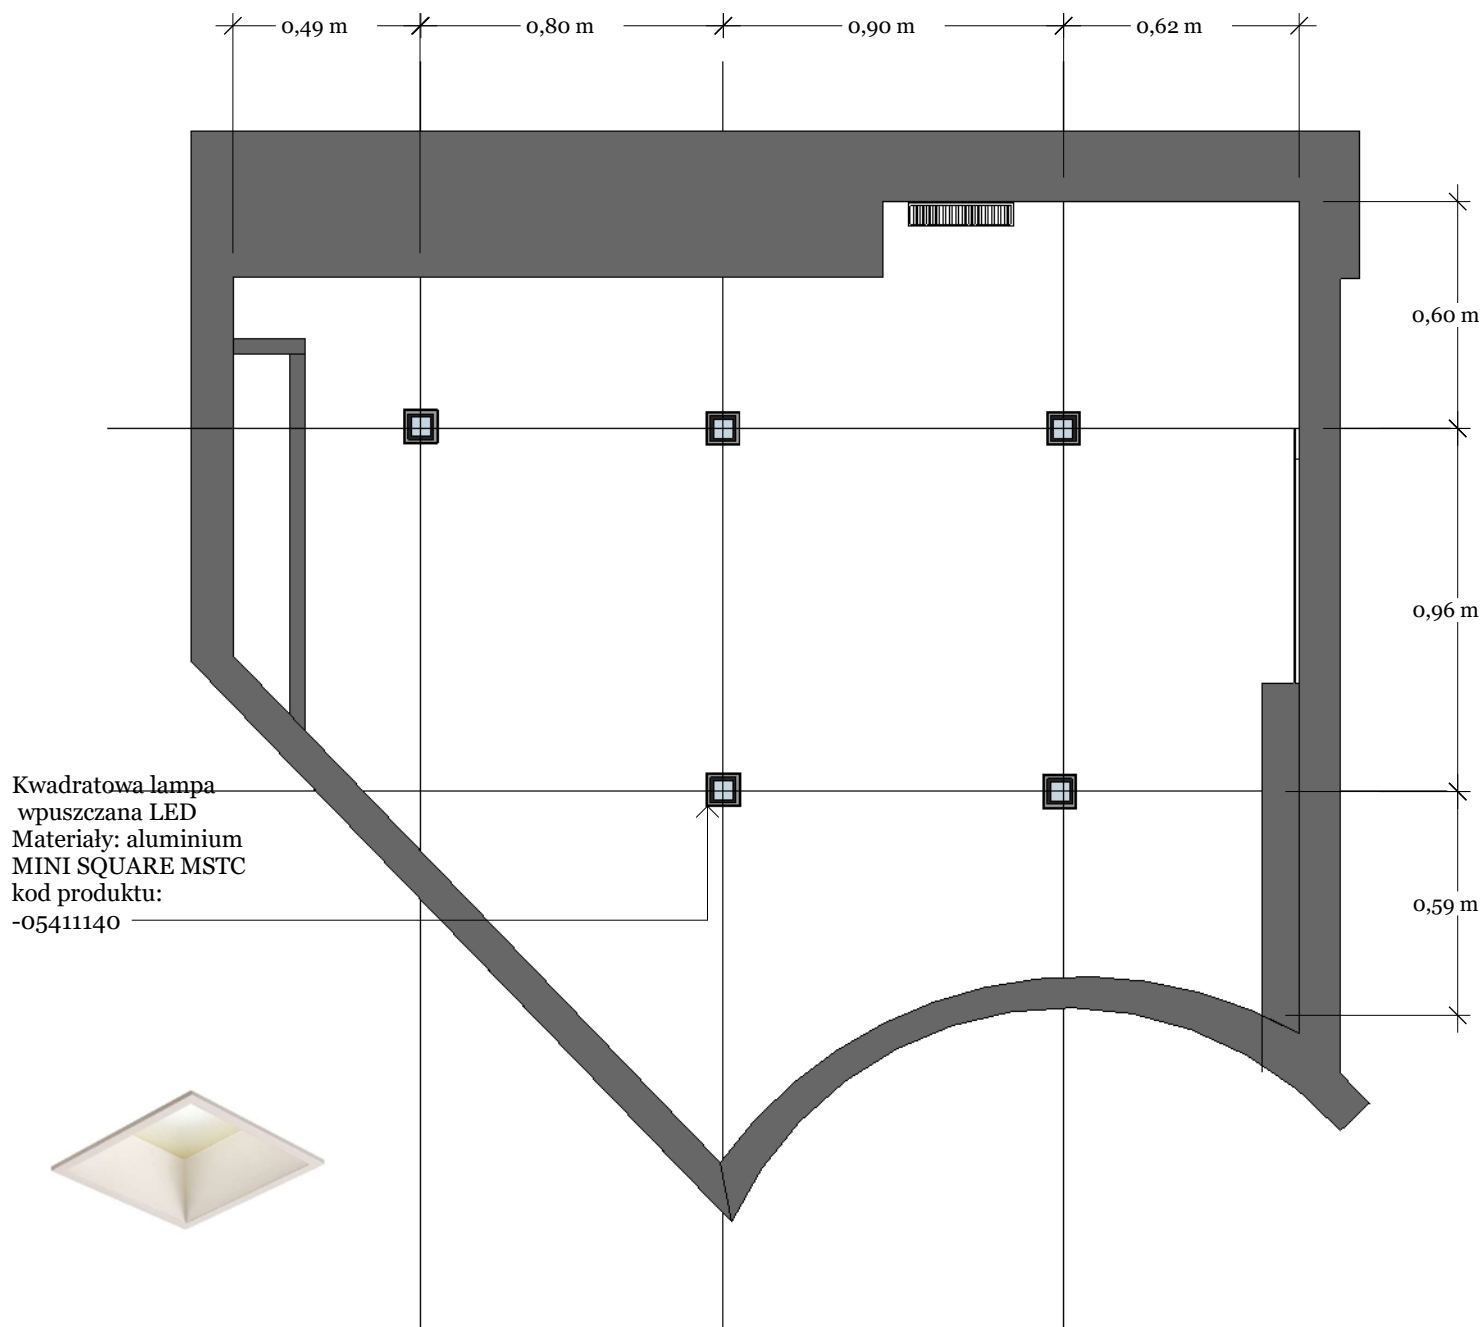 0,49 m
0,80 m
0,90 m
0,62 m
0,60 m
0,96 m
0,59 m
Kwadratowa lampa
wpuszczana LED
Materiały: aluminium
MINI SQUARE MSTC
kod produktu:
-05411140